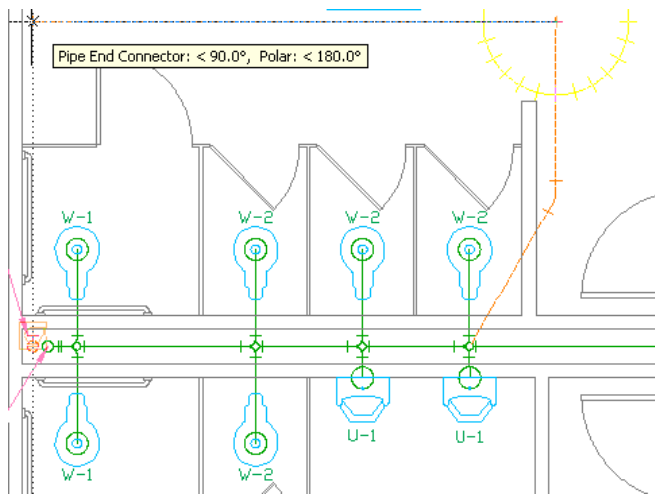 Pipe End Connector: < 90.0°, Polar: < 180.0°
W-1 W-2 W-2 W-2
U-1 U-1
W-1 W-2